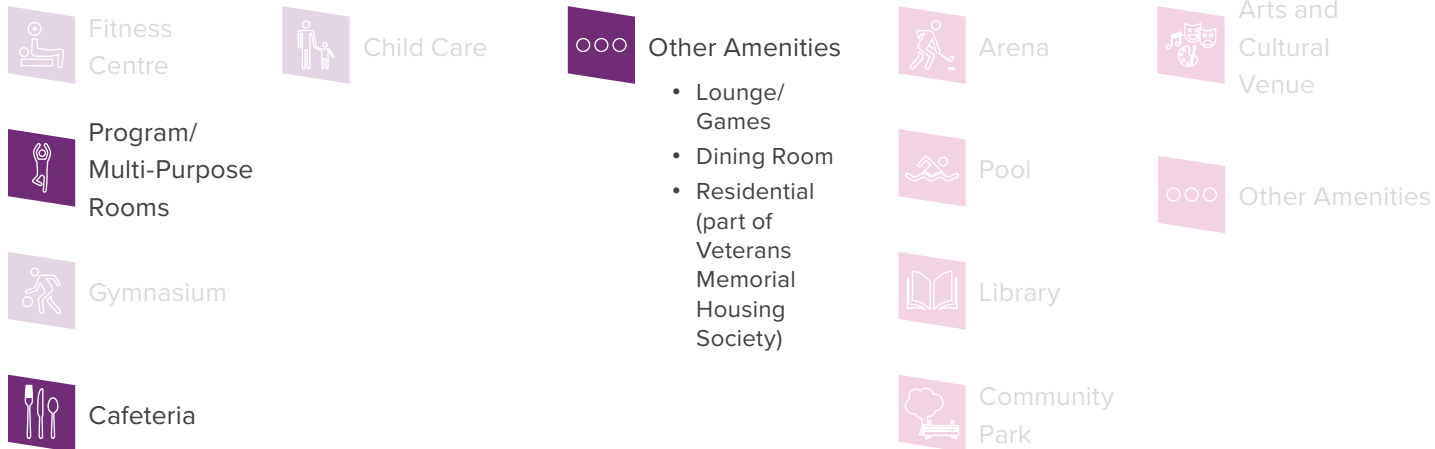 Fitness
Centre
Program/
Multi-Purpose
Rooms
Gymnasium
Cafeteria
Child Care
Other Amenities
• Lounge/
Games
• Dining Room
• Residential
(part of
Veterans
Memorial
Housing
Society)
Arena
Pool
Library
Community
Park
Arts and
Cultural
Venue
Other Amenities